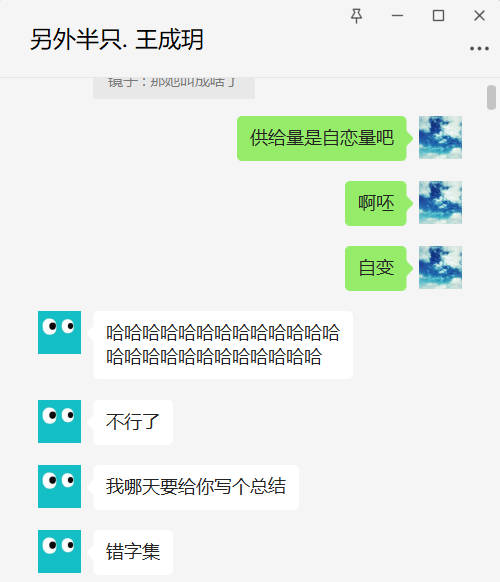 另外半只. 王成玥
镜子：那她叫成啥了
供给量是自恋量吧
啊呸
自变
哈哈哈哈哈哈哈哈哈哈哈哈哈
哈哈哈哈哈哈哈哈哈哈哈哈
不行了
我哪天要给你写个总结
错字集